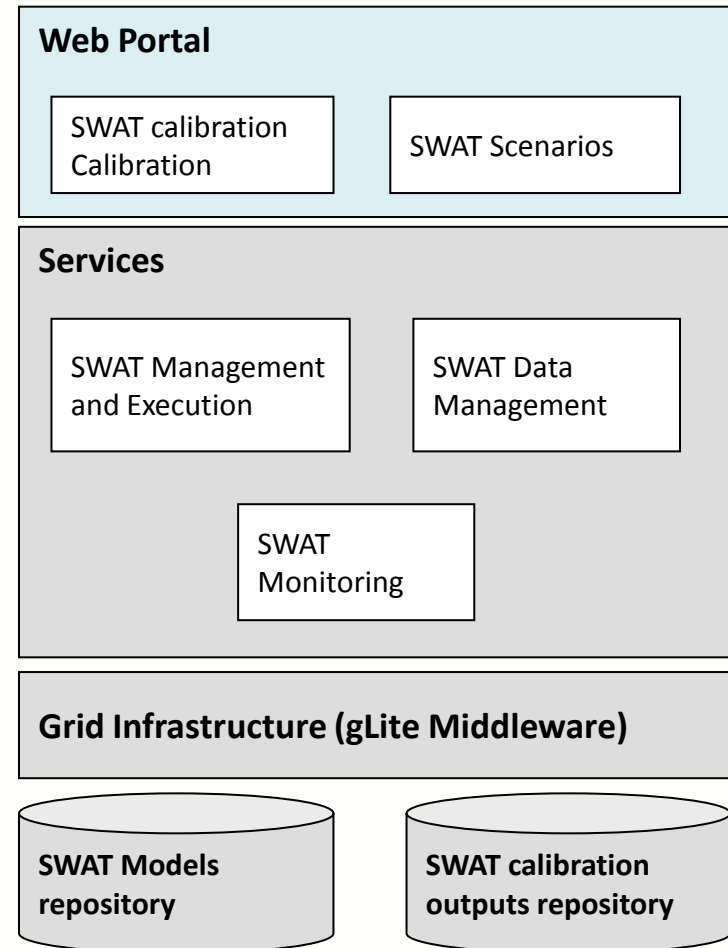 Web Portal
SWAT calibration
Calibration
SWAT Scenarios
Services
SWAT Management
and Execution
SWAT Data
Management
SWAT
Monitoring
Grid Infrastructure (gLite Middleware)
SWAT Models
repository
SWAT calibration
outputs repository